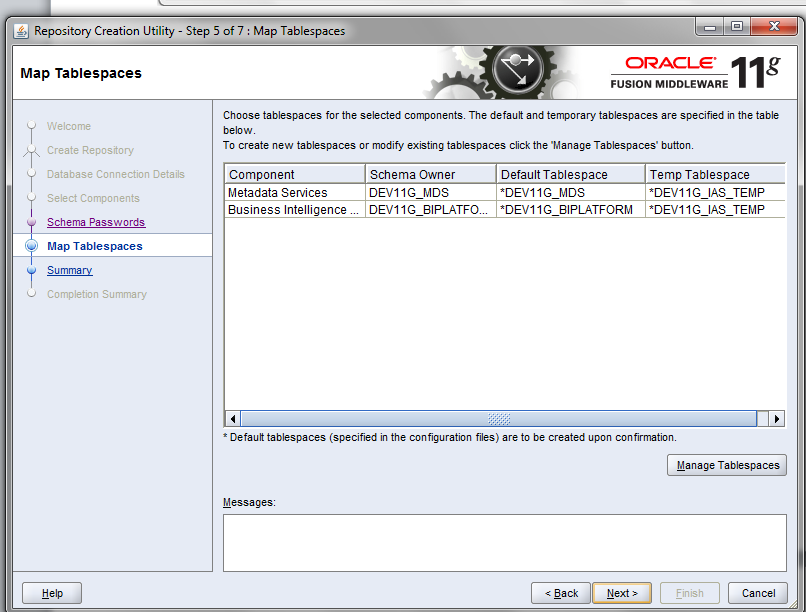 Repository Creation Utility - Step 5 of 7 : Map Tablespaces
Map Tablespaces
ORACLE
FUSION MIDDLEWARE 11g
Welcome
Create Repository
Database Connection Details
Select Components
Schema Passwords
Map Tablespaces
Summary
Completion Summary
Choose tablespaces for the selected components. The default and temporary tablespaces are specified in the table
below.
To create new tablespaces or modify existing tablespaces click the 'Manage Tablespaces' button.
Component Schema Owner Default Tablespace Temp Tablespace
Metadata Services DEV11G_MDS *DEV11G_MDS *DEV11G_IAS_TEMP
Business Intelligence ... DEV11G_BIPLATFO... *DEV11G_BIPLATFORM *DEV11G_IAS_TEMP
* Default tablespaces (specified in the configuration files) are to be created upon confirmation.
Manage Tablespaces
Messages:
Help < Back Next > Finish Cancel